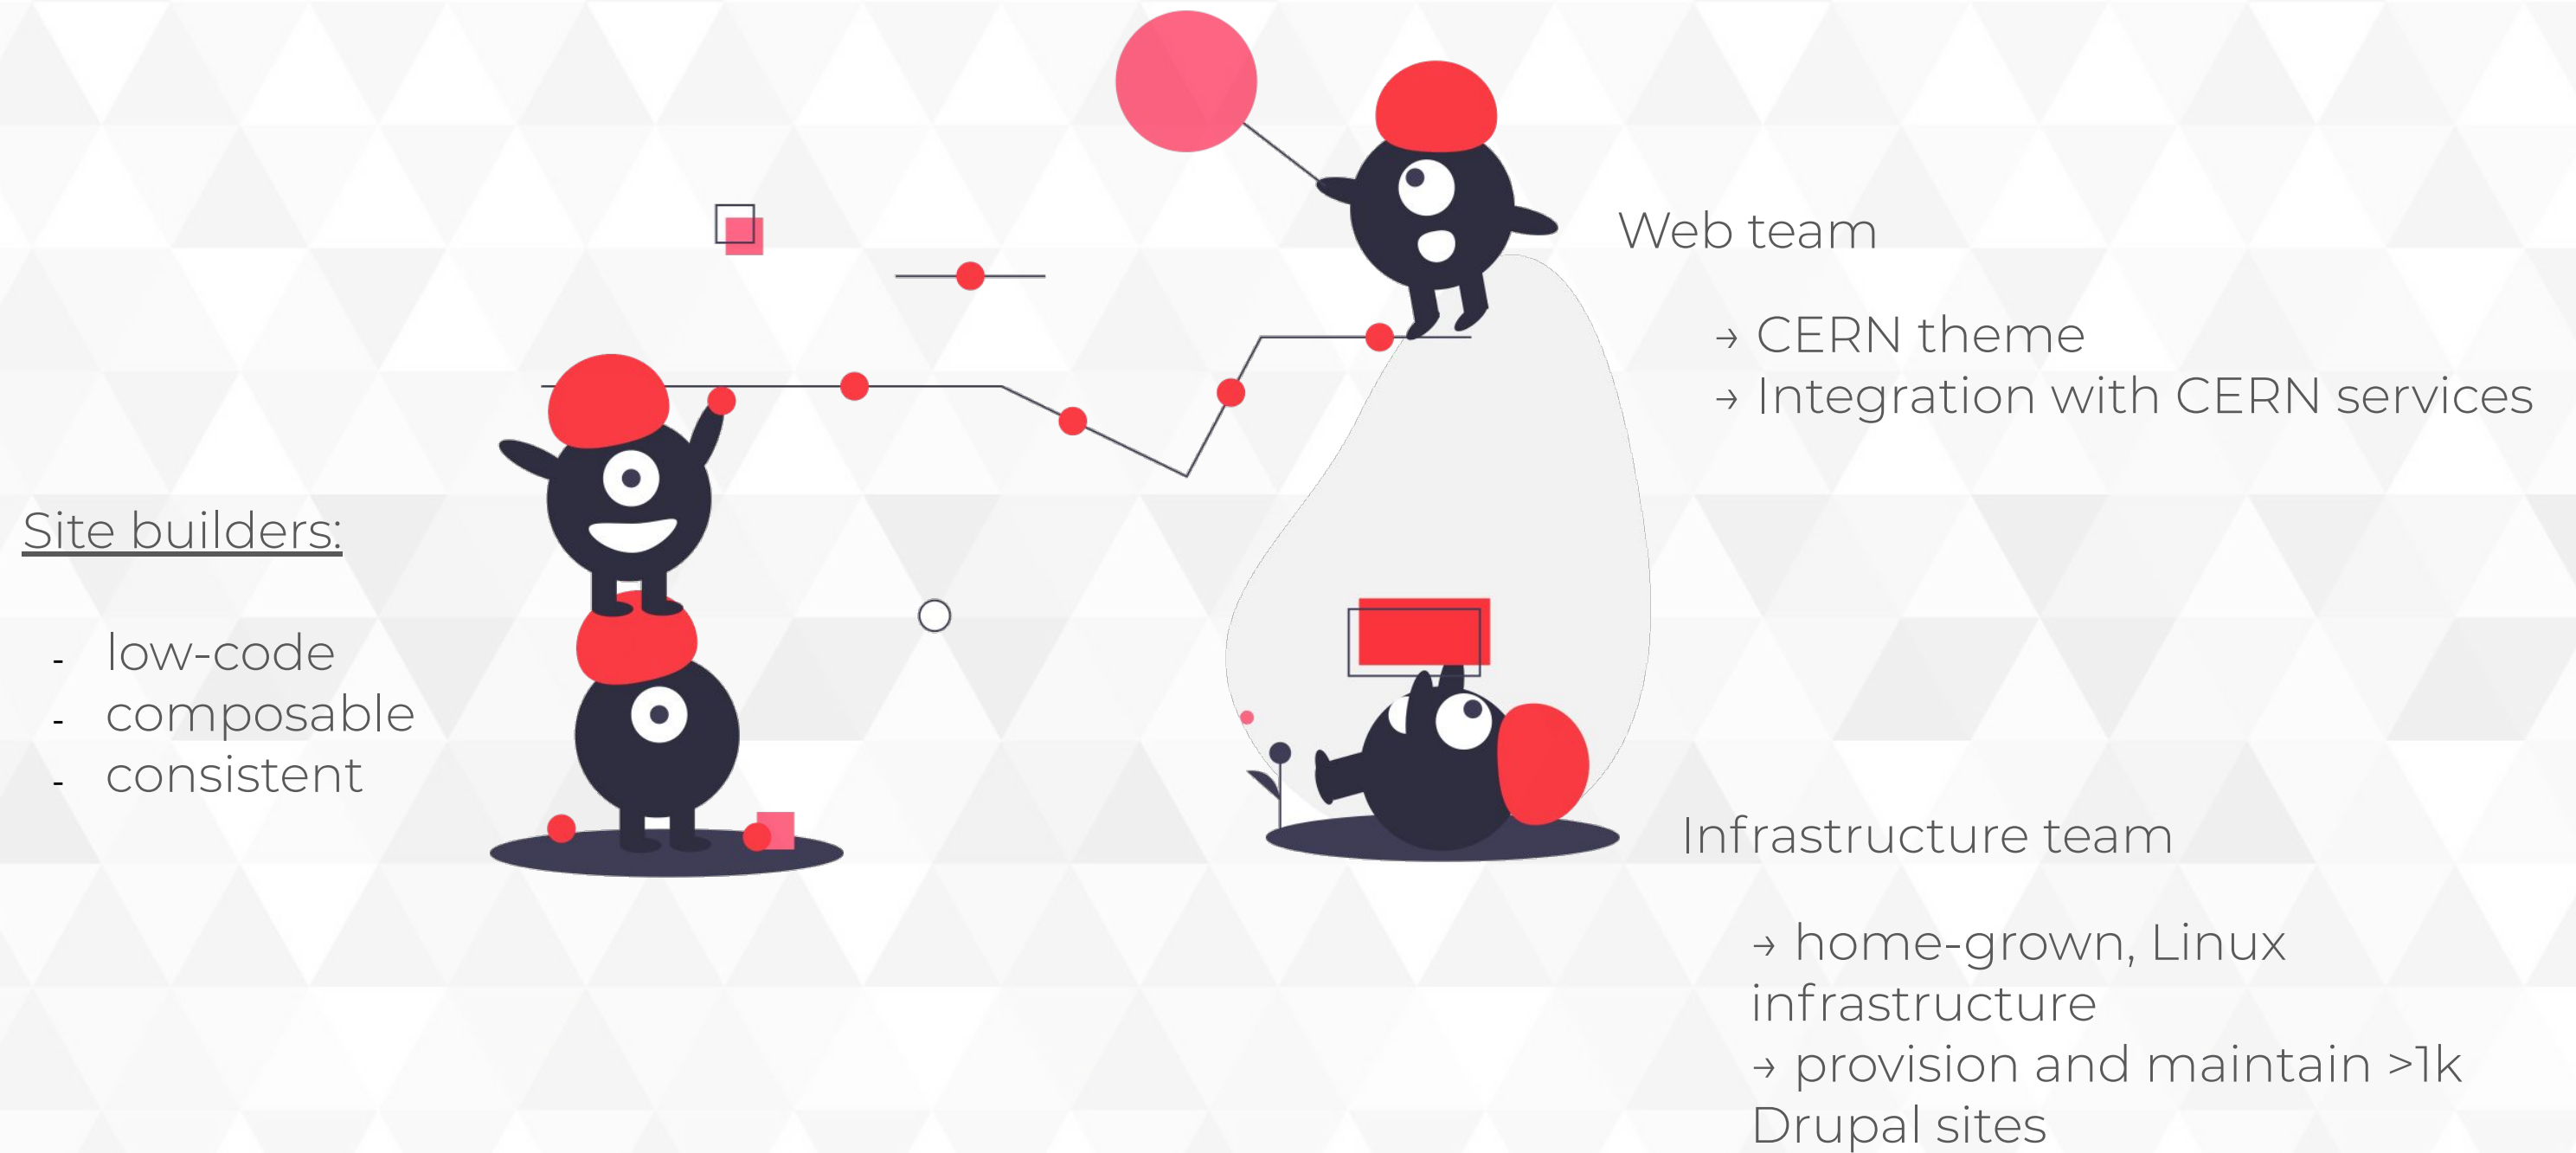 Site builders:
- low-code
- composable
- consistent
Web team
→ CERN theme
→ Integration with CERN services
Infrastructure team
→ home-grown, Linux
infrastructure
→ provision and maintain >1k
Drupal sites